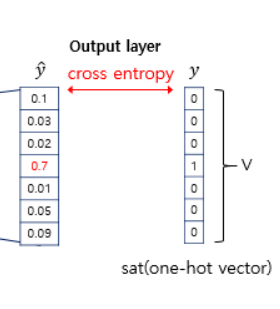 Output layer
ŷ cross entropy y
0.1 0
0.03 0
0.02 0
0.7 1 V
0.01 0
0.05 0
0.09 0
sat(one-hot vector)